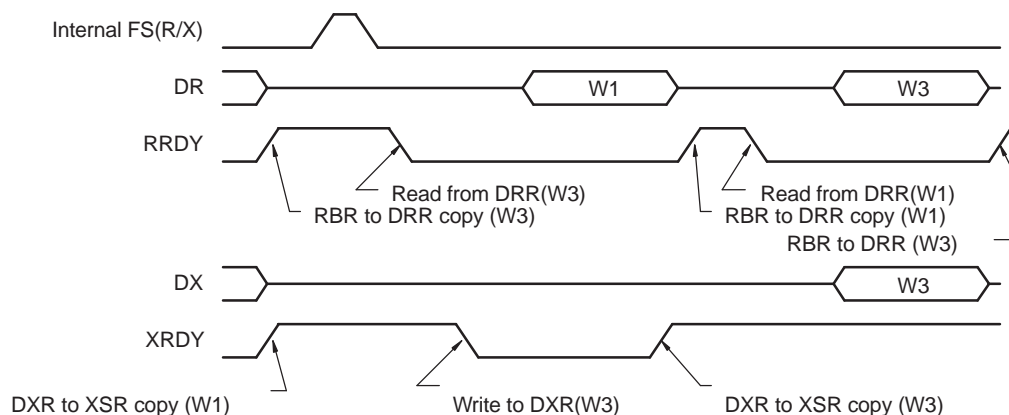 Internal FS(R/X)
DR
W1
W3
RRDY
Read from DRR(W3)
Read from DRR(W1)
RBR to DRR copy (W3)
RBR to DRR copy (W1)
RBR to DRR (W3)
DX
W3
XRDY
DXR to XSR copy (W1)
Write to DXR(W3)
DXR to XSR copy (W3)